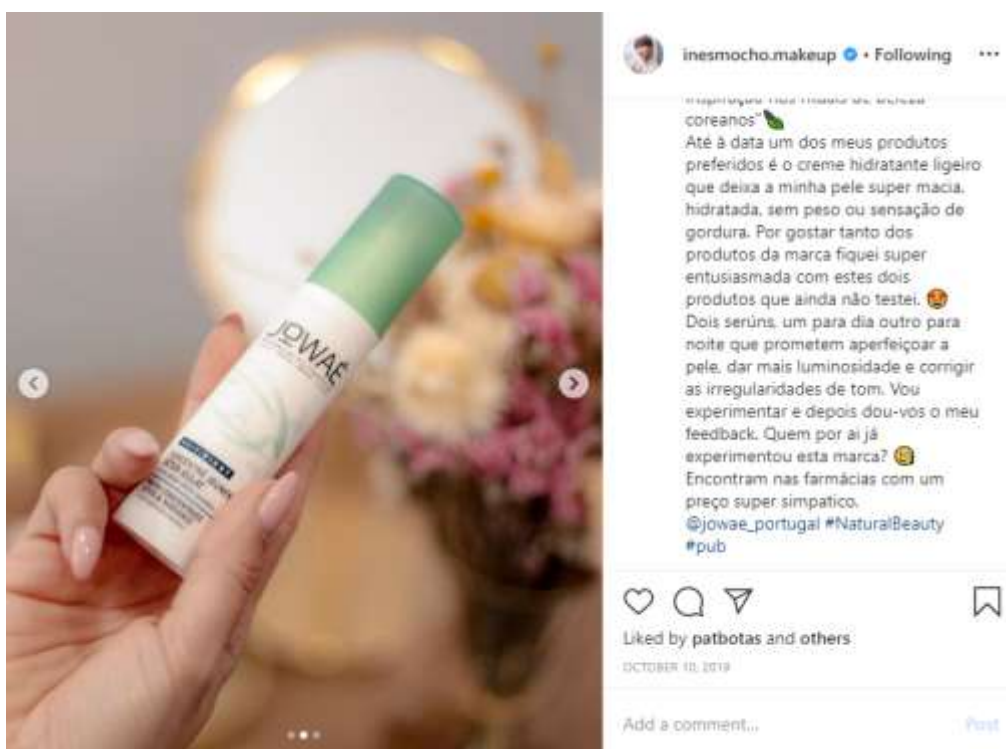 inesmocho.makeup • Following
coreanos"
Até à data um dos meus produtos
preferidos é o creme hidratante ligeiro
que deixa a minha pele super macia,
hidratada, sem peso ou sensação de
gordura. Por gostar tanto dos
produtos da marca fiquei super
entusiasmada com estes dois
produtos que ainda não testei.
Dois serúns, um para dia outro para
noite que prometem aperfeiçoar a
pele, dar mais luminosidade e corrigir
as irregularidades de tom. Vou
experimentar e depois dou-vos o meu
feedback. Quem por ai já
experimentou esta marca?
Encontram nas farmácias com um
preço super simpatico.
@jowae_portugal #NaturalBeauty
#pub
Liked by patbotas and others
OCTOBER 10, 2019
Add a comment...
Post
JOWAÉ